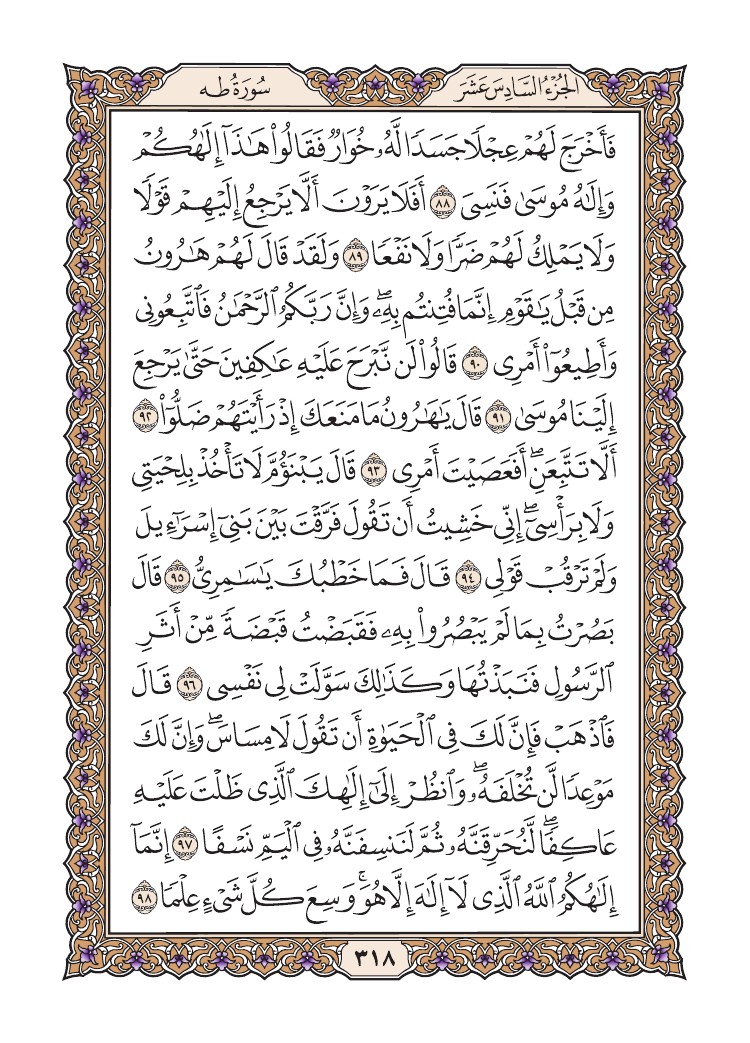 الجُزْءُ السَّادِسَ عَشَرَ
سُورَةُ طه
فَأَخْرَجَ لَهُمْ عِجْلًا جَسَدًا لَّهُۥ خُوَارٌ فَقَالُوا۟ هَٰذَآ إِلَٰهُكُمْ
وَإِلَٰهُ مُوسَىٰ فَنَسِىَ ٨٨ أَفَلَا يَرَوْنَ أَلَّا يَرْجِعُ إِلَيْهِمْ قَوْلًا
وَلَا يَمْلِكُ لَهُمْ ضَرًّا وَلَا نَفْعًا ٨٩ وَلَقَدْ قَالَ لَهُمْ هَٰرُونُ
مِن قَبْلُ يَٰقَوْمِ إِنَّمَا فُتِنتُم بِهِۦۖ وَإِنَّ رَبَّكُمُ ٱلرَّحْمَٰنُ فَٱتَّبِعُونِى
وَأَطِيعُوٓا۟ أَمْرِى ٩٠ قَالُوا۟ لَن نَّبْرَحَ عَلَيْهِ عَٰكِفِينَ حَتَّىٰ يَرْجِعَ
إِلَيْنَا مُوسَىٰ ٩١ قَالَ يَٰهَٰرُونُ مَا مَنَعَكَ إِذْ رَأَيْتَهُمْ ضَلُّوٓا۟ ٩٢
أَلَّا تَتَّبِعَنِۖ أَفَعَصَيْتَ أَمْرِى ٩٣ قَالَ يَبْنَؤُمَّ لَا تَأْخُذْ بِلِحْيَتِى
وَلَا بِرَأْسِىٓۖ إِنِّى خَشِيتُ أَن تَقُولَ فَرَّقْتَ بَيْنَ بَنِىٓ إِسْرَٰٓءِيلَ
وَلَمْ تَرْقُبْ قَوْلِى ٩٤ قَالَ فَمَا خَطْبُكَ يَٰسَٰمِرِىُّ ٩٥ قَالَ
بَصُرْتُ بِمَا لَمْ يَبْصُرُوا۟ بِهِۦ فَقَبَضْتُ قَبْضَةً مِّنْ أَثَرِ
ٱلرَّسُولِ فَنَبَذْتُهَا وَكَذَٰلِكَ سَوَّلَتْ لِى نَفْسِى ٩٦ قَالَ
فَٱذْهَبْ فَإِنَّ لَكَ فِى ٱلْحَيَوٰةِ أَن تَقُولَ لَا مِسَاسَۖ وَإِنَّ لَكَ
مَوْعِدًا لَّن تُخْلَفَهُۥۖ وَٱنظُرْ إِلَىٰٓ إِلَٰهِكَ ٱلَّذِى ظَلْتَ عَلَيْهِ
عَاكِفًاۖ لَّنُحَرِّقَنَّهُۥ ثُمَّ لَنَنسِفَنَّهُۥ فِى ٱلْيَمِّ نَسْفًا ٩٧ إِنَّمَآ
إِلَٰهُكُمُ ٱللَّهُ ٱلَّذِى لَآ إِلَٰهَ إِلَّا هُوَۚ وَسِعَ كُلَّ شَىْءٍ عِلْمًا ٩٨
٣١٨